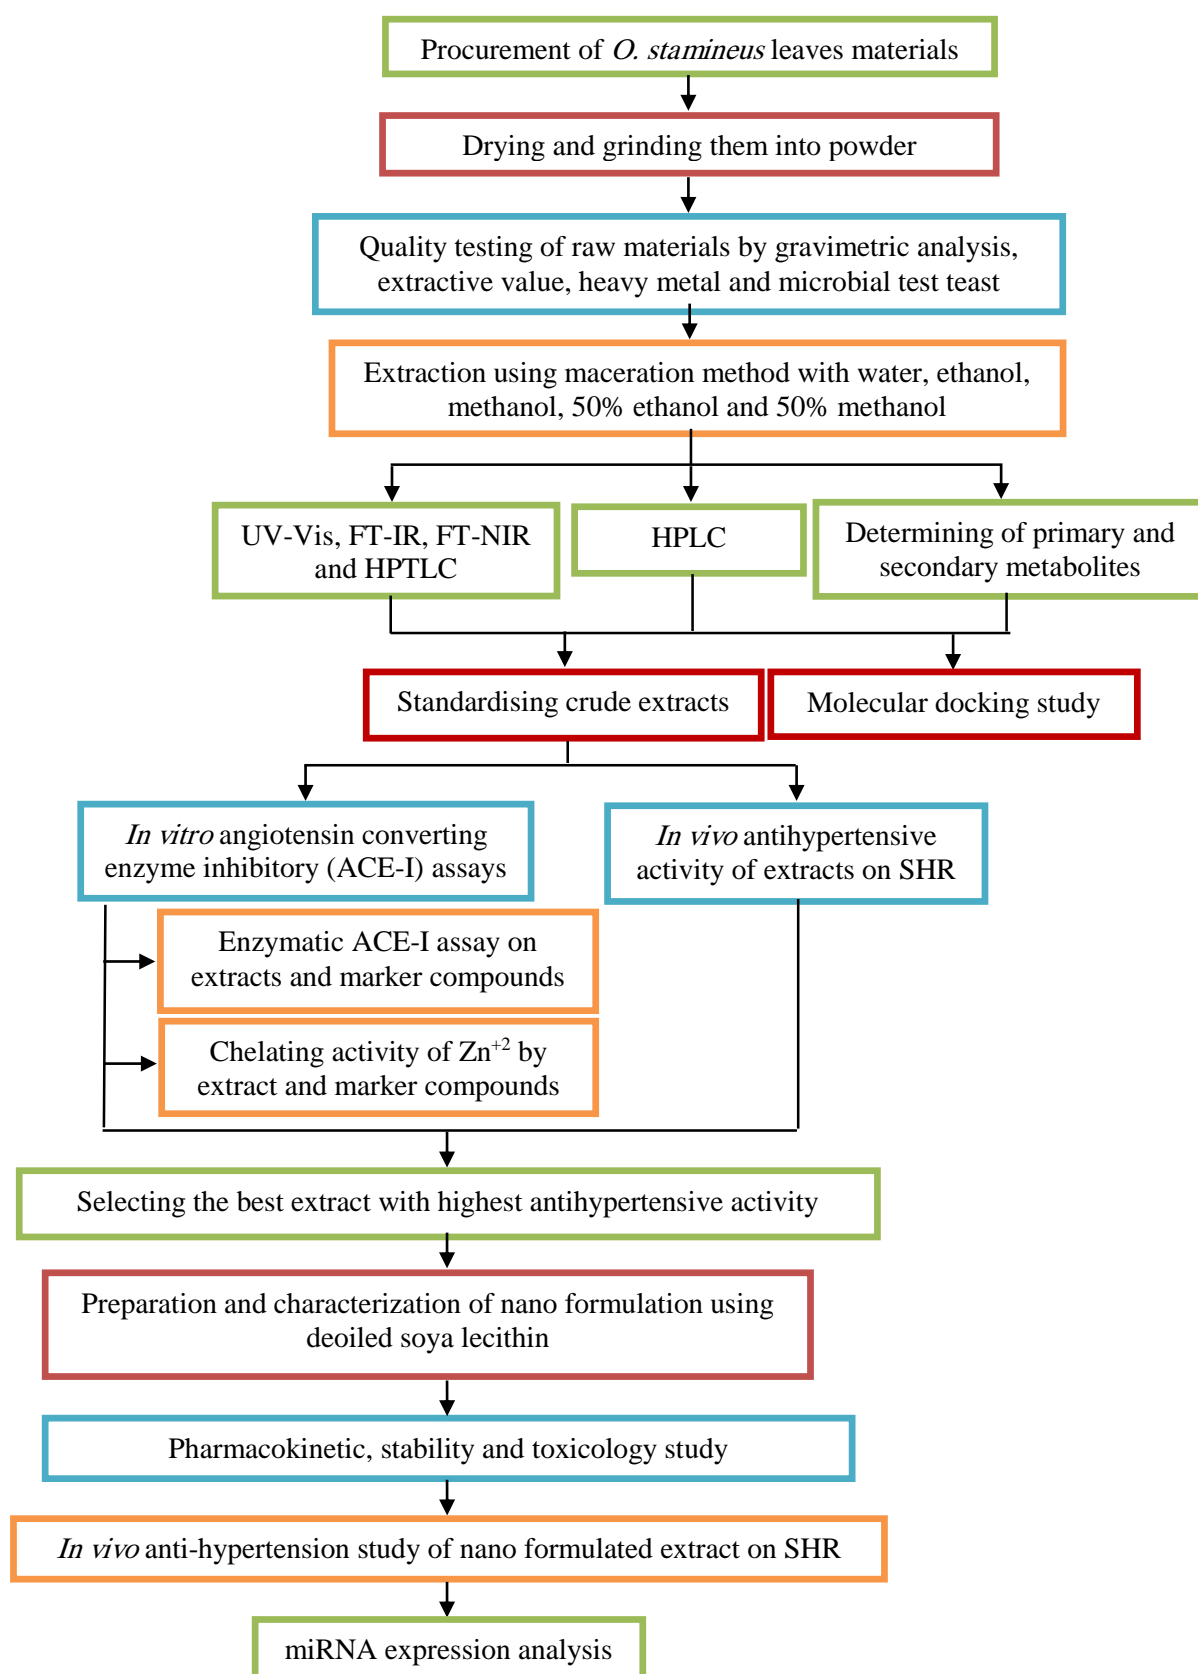 Procurement of O. stamineus leaves materials
Drying and grinding them into powder
Quality testing of raw materials by gravimetric analysis,
extractive value, heavy metal and microbial test teast
Extraction using maceration method with water, ethanol,
methanol, 50% ethanol and 50% methanol
UV-Vis, FT-IR, FT-NIR
and HPTLC
HPLC
Determining of primary and
secondary metabolites
Standardising crude extracts
Molecular docking study
In vitro angiotensin converting
enzyme inhibitory (ACE-I) assays
In vivo antihypertensive
activity of extracts on SHR
Enzymatic ACE-I assay on
extracts and marker compounds
Chelating activity of Zn⁺² by
extract and marker compounds
Selecting the best extract with highest antihypertensive activity
Preparation and characterization of nano formulation using
deoiled soya lecithin
Pharmacokinetic, stability and toxicology study
In vivo anti-hypertension study of nano formulated extract on SHR
miRNA expression analysis